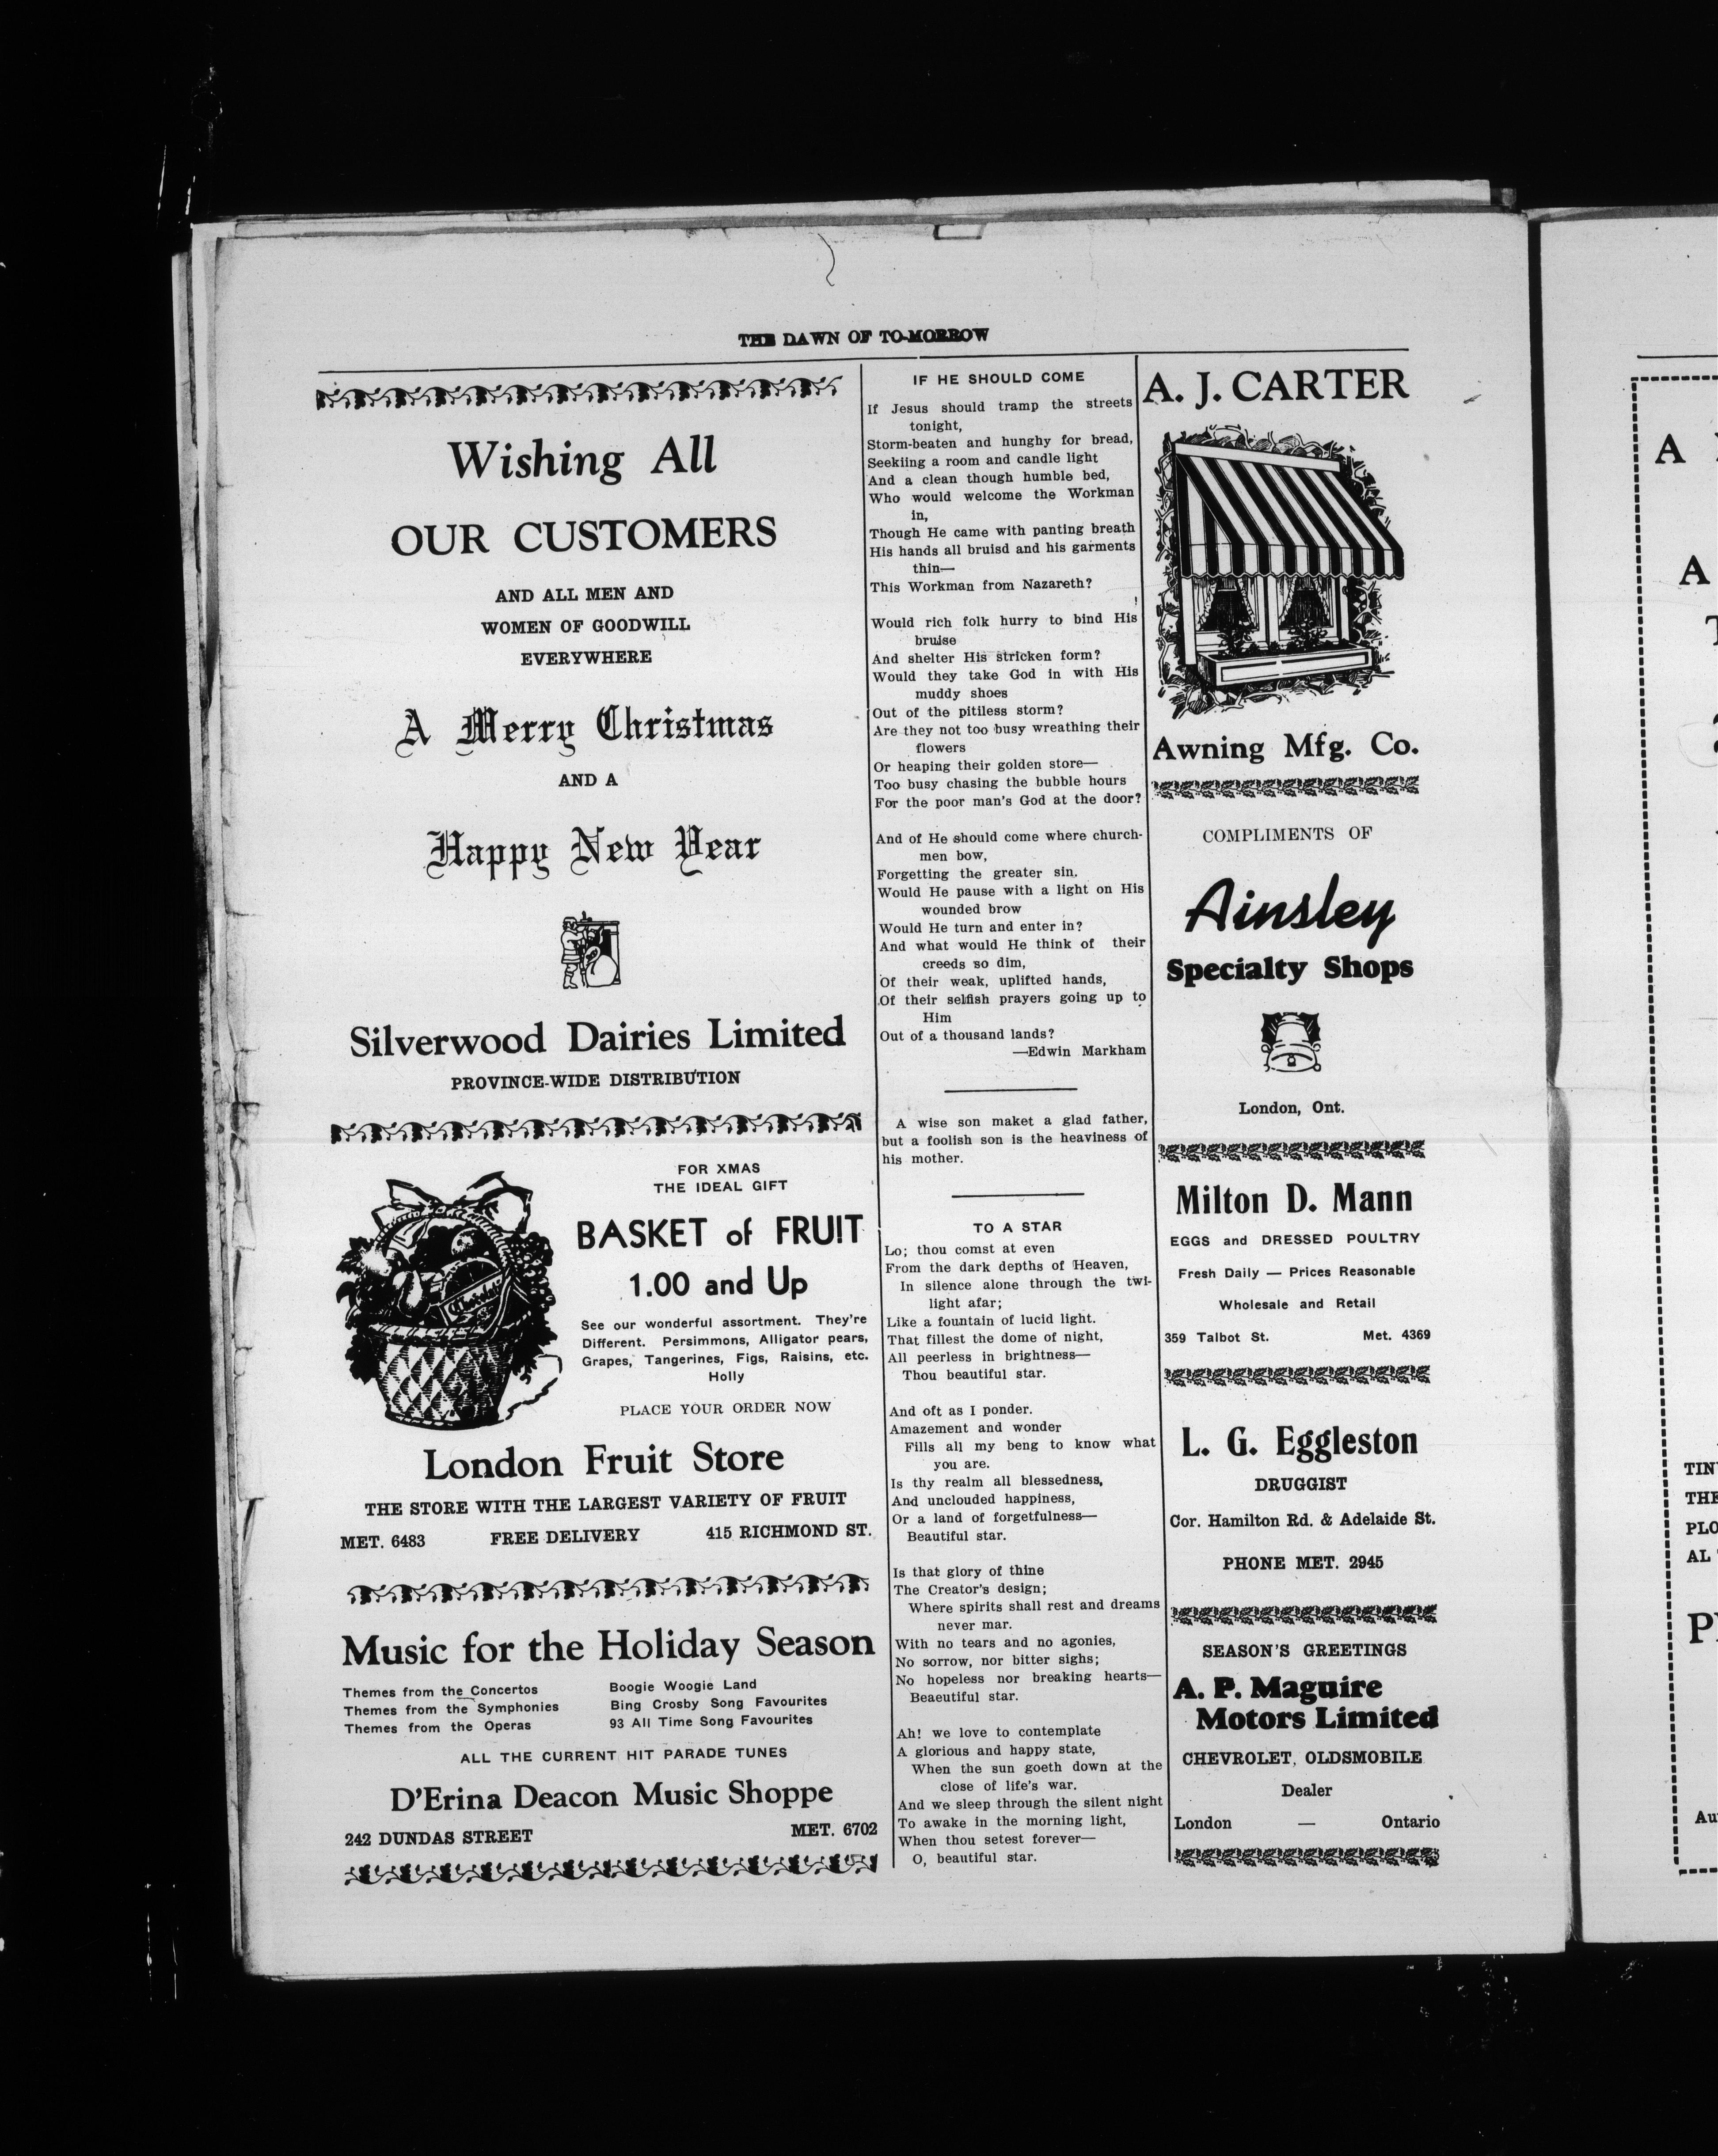 THE DAWN OF TO-MORROW
Wishing All
OUR CUSTOMERS
AND ALL MEN AND
WOMEN OF GOODWILL
EVERYWHERE
A Merry Christmas
AND A
Happy New Year
Silverwood Dairies Limited
PROVINCE-WIDE DISTRIBUTION
FOR XMAS
THE IDEAL GIFT
BASKET of FRUIT
1.00 and Up
See our wonderful assortment. They're
Different. Persimmons, Alligator pears,
Grapes, Tangerines, Figs, Raisins, etc.
Holly
PLACE YOUR ORDER NOW
London Fruit Store
THE STORE WITH THE LARGEST VARIETY OF FRUIT
MET. 6483 FREE DELIVERY 415 RICHMOND ST.
Music for the Holiday Season
Themes from the Concertos
Themes from the Symphonies
Themes from the Operas
Boogie Woogie Land
Bing Crosby Song Favourites
93 All Time Song Favourites
ALL THE CURRENT HIT PARADE TUNES
D'Erina Deacon Music Shoppe
242 DUNDAS STREET MET. 6702
IF HE SHOULD COME
If Jesus should tramp the streets
tonight,
Storm-beaten and hunghy for bread,
Seekiing a room and candle light
And a clean though humble bed,
Who would welcome the Workman
in,
Though He came with panting breath
His hands all bruisd and his garments
thin—
This Workman from Nazareth?
!
Would rich folk hurry to bind His
bruise
And shelter His stricken form?
Would they take God in with His
muddy shoes
Out of the pitiless storm?
Are they not too busy wreathing their
flowers
Or heaping their golden store—
Too busy chasing the bubble hours
For the poor man's God at the door?
And of He should come where church-
men bow,
Forgetting the greater sin.
Would He pause with a light on His
wounded brow
Would He turn and enter in?
And what would He think of their
creeds so dim,
Of their weak, uplifted hands,
Of their selfish prayers going up to
Him
Out of a thousand lands?
—Edwin Markham
A wise son maket a glad father,
but a foolish son is the heaviness of
his mother.
TO A STAR
Lo; thou comst at even
From the dark depths of Heaven,
In silence alone through the twi-
light afar;
Like a fountain of lucid light.
That fillest the dome of night,
All peerless in brightness—
Thou beautiful star.
And oft as I ponder.
Amazement and wonder
Fills all my beng to know what
you are.
Is thy realm all blessedness,
And unclouded happiness,
Or a land of forgetfulness—
Beautiful star.
Is that glory of thine
The Creator's design;
Where spirits shall rest and dreams
never mar.
With no tears and no agonies,
No sorrow, nor bitter sighs;
No hopeless nor breaking hearts—
Beaeutiful star.
Ah! we love to contemplate
A glorious and happy state,
When the sun goeth down at the
close of life's war.
And we sleep through the silent night
To awake in the morning light,
When thou setest forever—
O, beautiful star.
A. J. CARTER
Awning Mfg. Co.
COMPLIMENTS OF
Ainsley
Specialty Shops
London, Ont.
Milton D. Mann
EGGS and DRESSED POULTRY
Fresh Daily — Prices Reasonable
Wholesale and Retail
359 Talbot St. Met. 4369
L. G. Eggleston
DRUGGIST
Cor. Hamilton Rd. & Adelaide St.
PHONE MET. 2945
SEASON'S GREETINGS
A. P. Maguire
Motors Limited
CHEVROLET, OLDSMOBILE
Dealer
London — Ontario